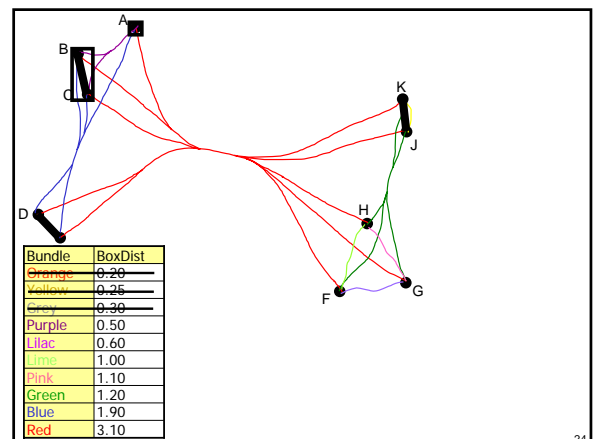 A
B
C
K
J
D
H
G
F
Bundle BoxDist
Orange 0.20
Yellow 0.25
Grey 0.30
Purple 0.50
Lilac 0.60
Lime 1.00
Pink 1.10
Green 1.20
Blue 1.90
Red 3.10